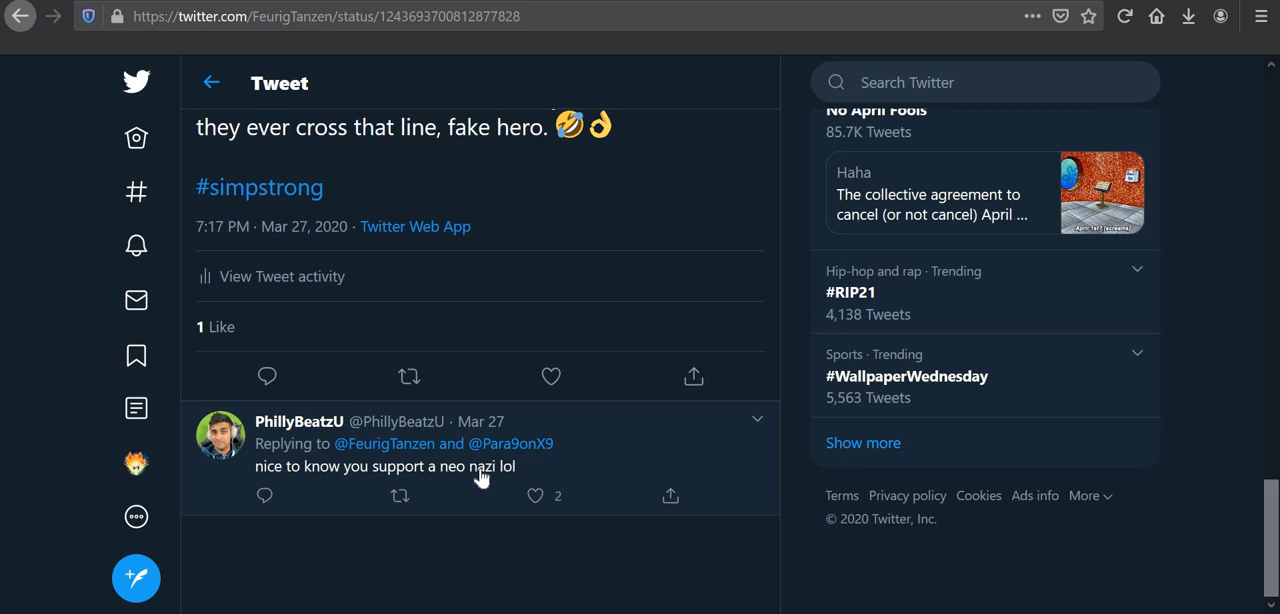 https://twitter.com/FeurigTanzen/status/1243693700812877828
Tweet
they ever cross that line, fake hero. 🤣👌
#simpstrong
7:17 PM · Mar 27, 2020 · Twitter Web App
View Tweet activity
1 Like
PhillyBeatzU @PhillyBeatzU · Mar 27
Replying to @FeurigTanzen and @Para9onX9
nice to know you support a neo nazi lol
2
Search Twitter
No April Fools
85.7K Tweets
Haha
The collective agreement to
cancel (or not cancel) April ...
April 1st? [screams]
Hip-hop and rap · Trending
#RIP21
4,138 Tweets
Sports · Trending
#WallpaperWednesday
5,563 Tweets
Show more
Terms Privacy policy Cookies Ads info More
© 2020 Twitter, Inc.